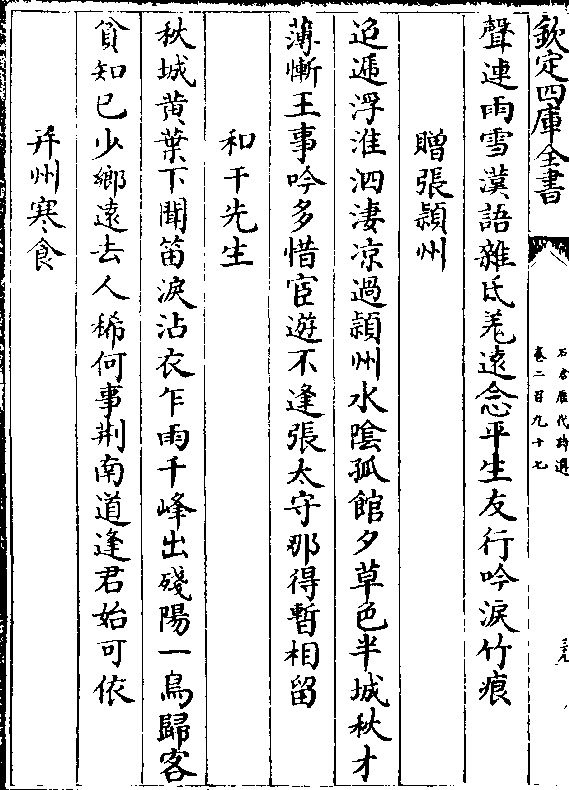 欽定四庫全書
石倉歷代詩選
卷二百九十七
聲連雨雪漢語雜氐羌遠念平生友行吟淚竹痕
贈張潁州
迢遞浮淮泗淒凉過潁州水陰孤館夕草色半城秋才
薄慚王事吟多惜宦遊不逢張太守那得暫相留
和干先生
秋城黄葉下聞笛淚沾衣乍雨千峰出殘陽一鳥歸客
貧知已少鄉遠去人稀何事荆南道逢君始可依
并州寒食